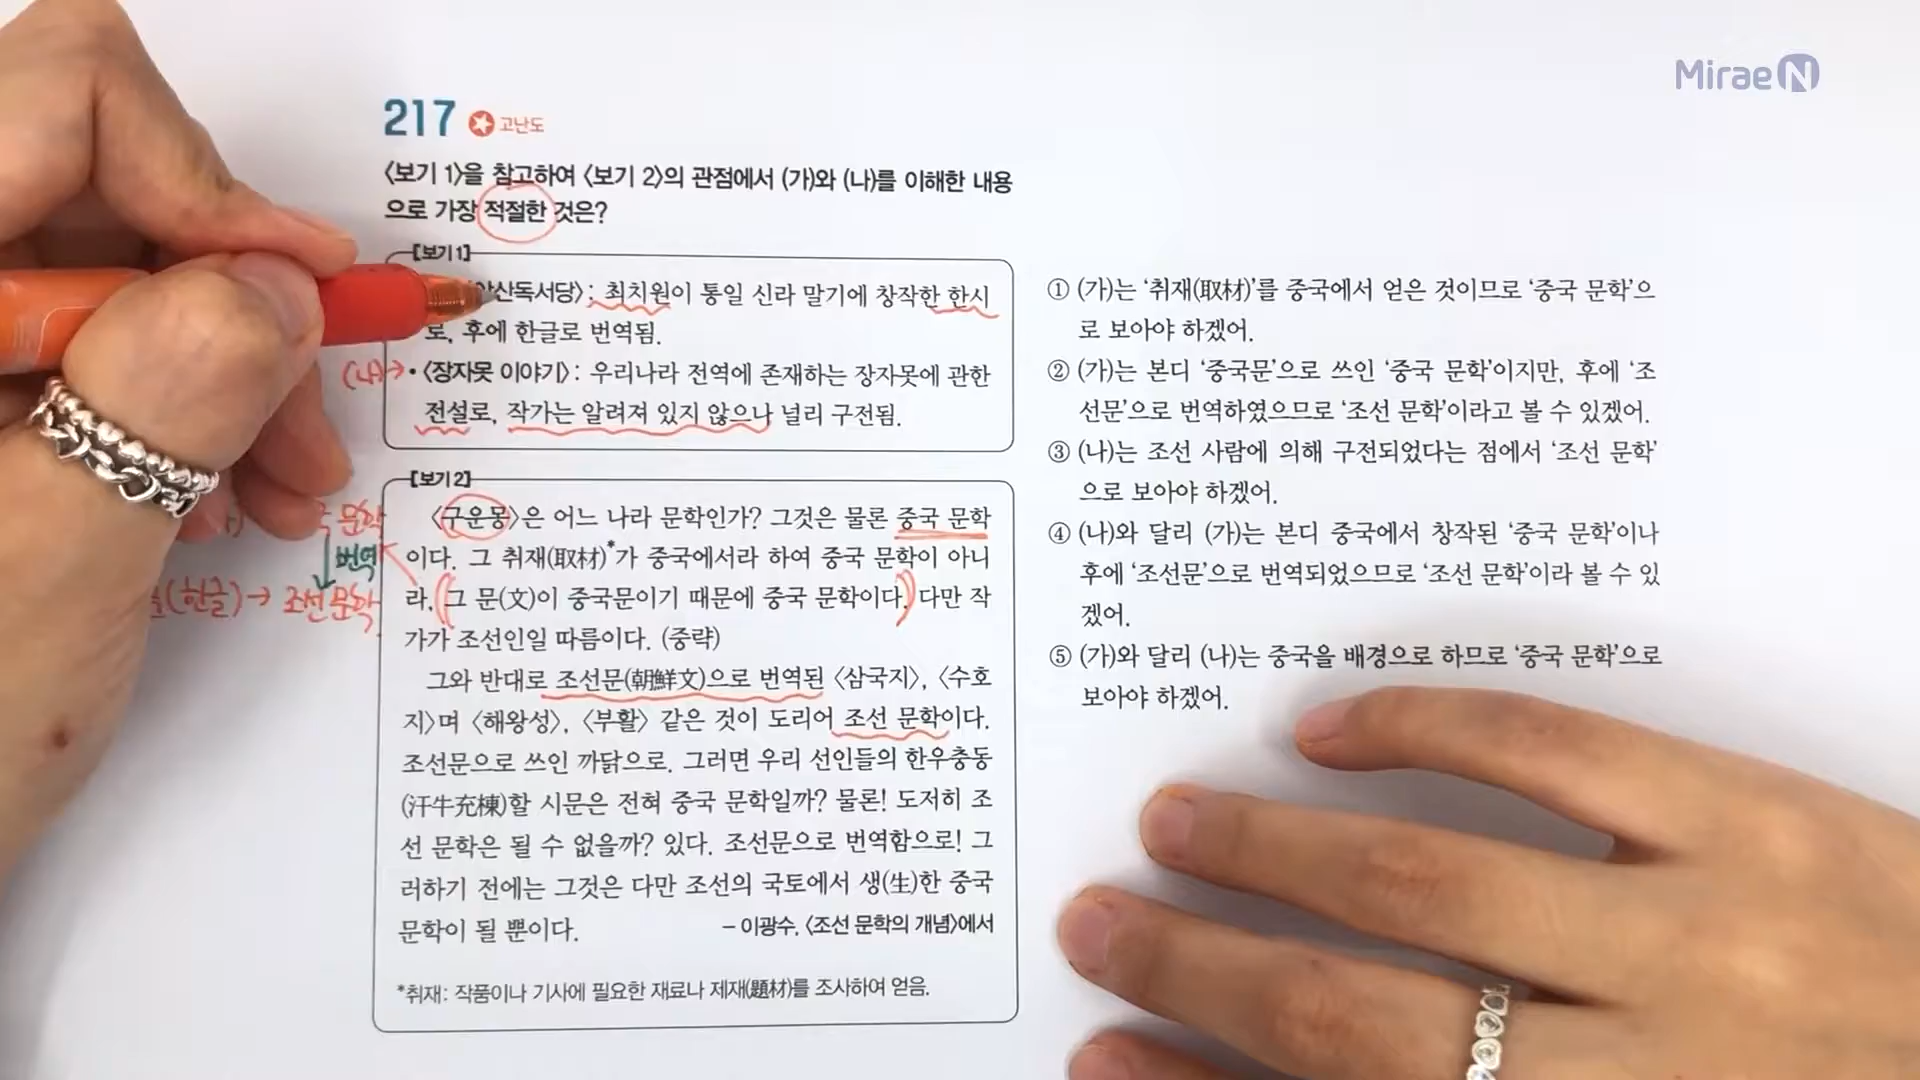 Mirae N
217 고난도
<보기 1>을 참고하여 <보기 2>의 관점에서 (가)와 (나)를 이해한 내용
으로 가장 적절한 것은?
[보기 1]
산독서당>: 최치원이 통일 신라 말기에 창작한 한시
로, 후에 한글로 번역됨.
(나)→ • <장자못 이야기>: 우리나라 전역에 존재하는 장자못에 관한
전설로, 작가는 알려져 있지 않으나 널리 구전됨.
[보기 2]
<구운몽>은 어느 나라 문학인가? 그것은 물론 중국 문학
이다. 그 취재(取材)*가 중국에서라 하여 중국 문학이 아니
라, 그 문(文)이 중국문이기 때문에 중국 문학이다. 다만 작
가가 조선인일 따름이다. (중략)
그와 반대로 조선문(朝鮮文)으로 번역된 <삼국지>, <수호
지>며 <해왕성>, <부활> 같은 것이 도리어 조선 문학이다.
조선문으로 쓰인 까닭으로. 그러면 우리 선인들의 한우충동
(汗牛充棟)할 시문은 전혀 중국 문학일까? 물론! 도저히 조
선 문학은 될 수 없을까? 있다. 조선문으로 번역함으로! 그
러하기 전에는 그것은 다만 조선의 국토에서 생(生)한 중국
문학이 될 뿐이다.
– 이광수, <조선 문학의 개념>에서
*취재: 작품이나 기사에 필요한 재료나 제재(題材)를 조사하여 얻음.
문학
번역
(한글) → 조선 문학
① (가)는 ‘취재(取材)’를 중국에서 얻은 것이므로 ‘중국 문학’으
로 보아야 하겠어.
② (가)는 본디 ‘중국문’으로 쓰인 ‘중국 문학’이지만, 후에 ‘조
선문’으로 번역하였으므로 ‘조선 문학’이라고 볼 수 있겠어.
③ (나)는 조선 사람에 의해 구전되었다는 점에서 ‘조선 문학’
으로 보아야 하겠어.
④ (나)와 달리 (가)는 본디 중국에서 창작된 ‘중국 문학’이나
후에 ‘조선문’으로 번역되었으므로 ‘조선 문학’이라 볼 수 있
겠어.
⑤ (가)와 달리 (나)는 중국을 배경으로 하므로 ‘중국 문학’으로
보아야 하겠어.